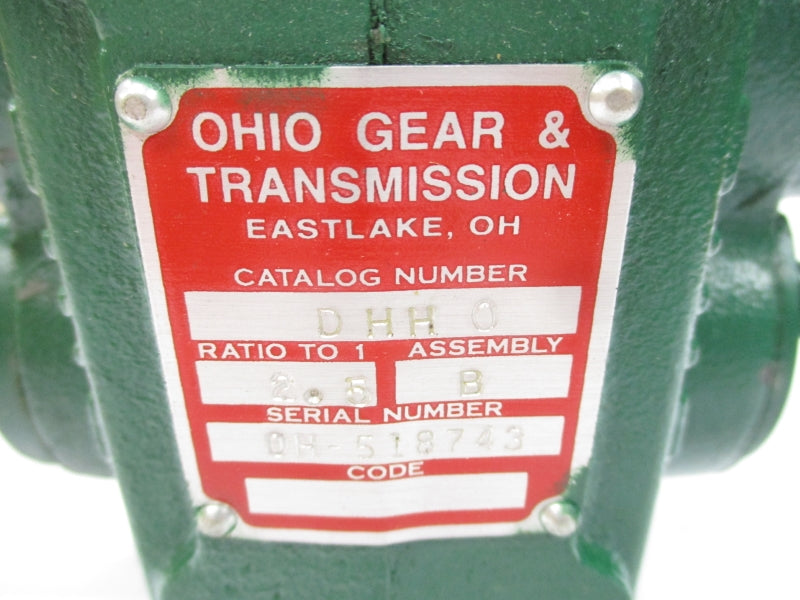 OHIO GEAR &
TRANSMISSION
EASTLAKE, OH
CATALOG NUMBER
DHH 0
RATIO TO 1 ASSEMBLY
2.5 B
SERIAL NUMBER
OH-518743
CODE